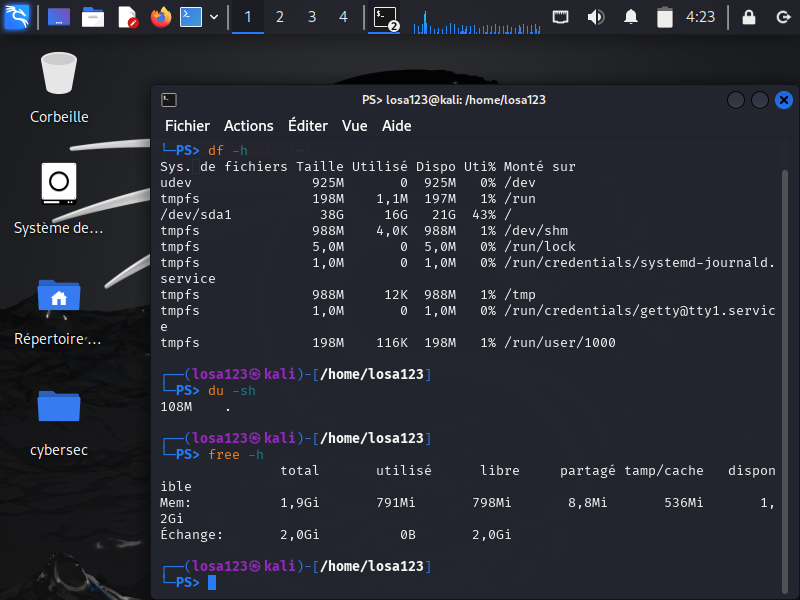 1 2 3 4 2 4:23
Corbeille
Système de...
Répertoire ...
cybersec
PS> losa123@kali: /home/losa123
Fichier Actions Éditer Vue Aide
└─PS> df -h
Sys. de fichiers Taille Utilisé Dispo Uti% Monté sur
udev 925M 0 925M 0% /dev
tmpfs 198M 1,1M 197M 1% /run
/dev/sda1 38G 16G 21G 43% /
tmpfs 988M 4,0K 988M 1% /dev/shm
tmpfs 5,0M 0 5,0M 0% /run/lock
tmpfs 1,0M 0 1,0M 0% /run/credentials/systemd-journald.
service
tmpfs 988M 12K 988M 1% /tmp
tmpfs 1,0M 0 1,0M 0% /run/credentials/getty@tty1.servic
e
tmpfs 198M 116K 198M 1% /run/user/1000
┌──(losa123㉿kali)-[/home/losa123]
└─PS> du -sh
108M .
┌──(losa123㉿kali)-[/home/losa123]
└─PS> free -h
total utilisé libre partagé tamp/cache dispon
ible
Mem: 1,9Gi 791Mi 798Mi 8,8Mi 536Mi 1,
2Gi
Échange: 2,0Gi 0B 2,0Gi
┌──(losa123㉿kali)-[/home/losa123]
└─PS>